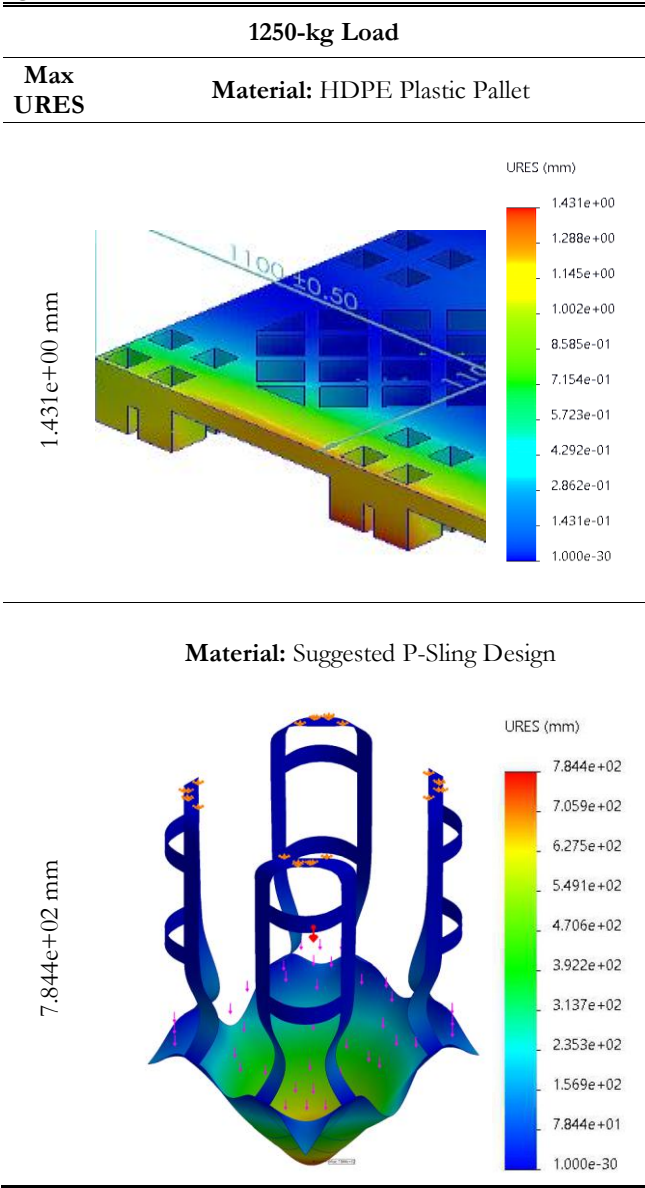 1250-kg Load
Max
URES
Material: HDPE Plastic Pallet
URES (mm)
1.431e+00
1.288e+00
1.145e+00
1.002e+00
8.585e-01
7.154e-01
5.723e-01
4.292e-01
2.862e-01
1.431e-01
1.000e-30
1100 ±0.50
110
1.431e+00 mm
Material: Suggested P-Sling Design
URES (mm)
7.844e+02
7.059e+02
6.275e+02
5.491e+02
4.706e+02
3.922e+02
3.137e+02
2.353e+02
1.569e+02
7.844e+01
1.000e-30
7.844e+02 mm